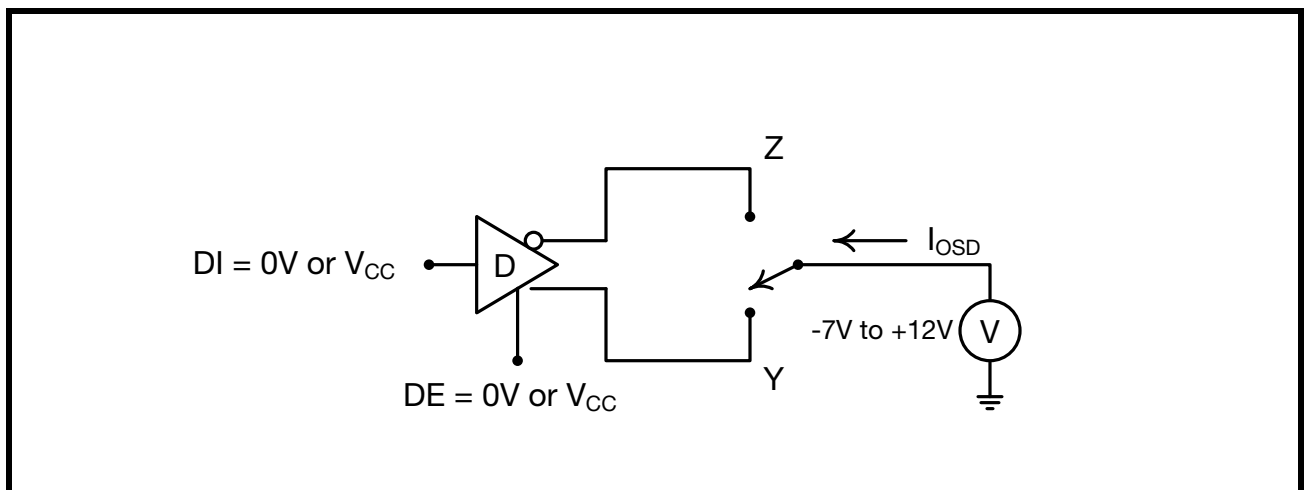 Z
I_OSD
DI = 0V or V_CC
D
-7V to +12V
V
Y
DE = 0V or V_CC